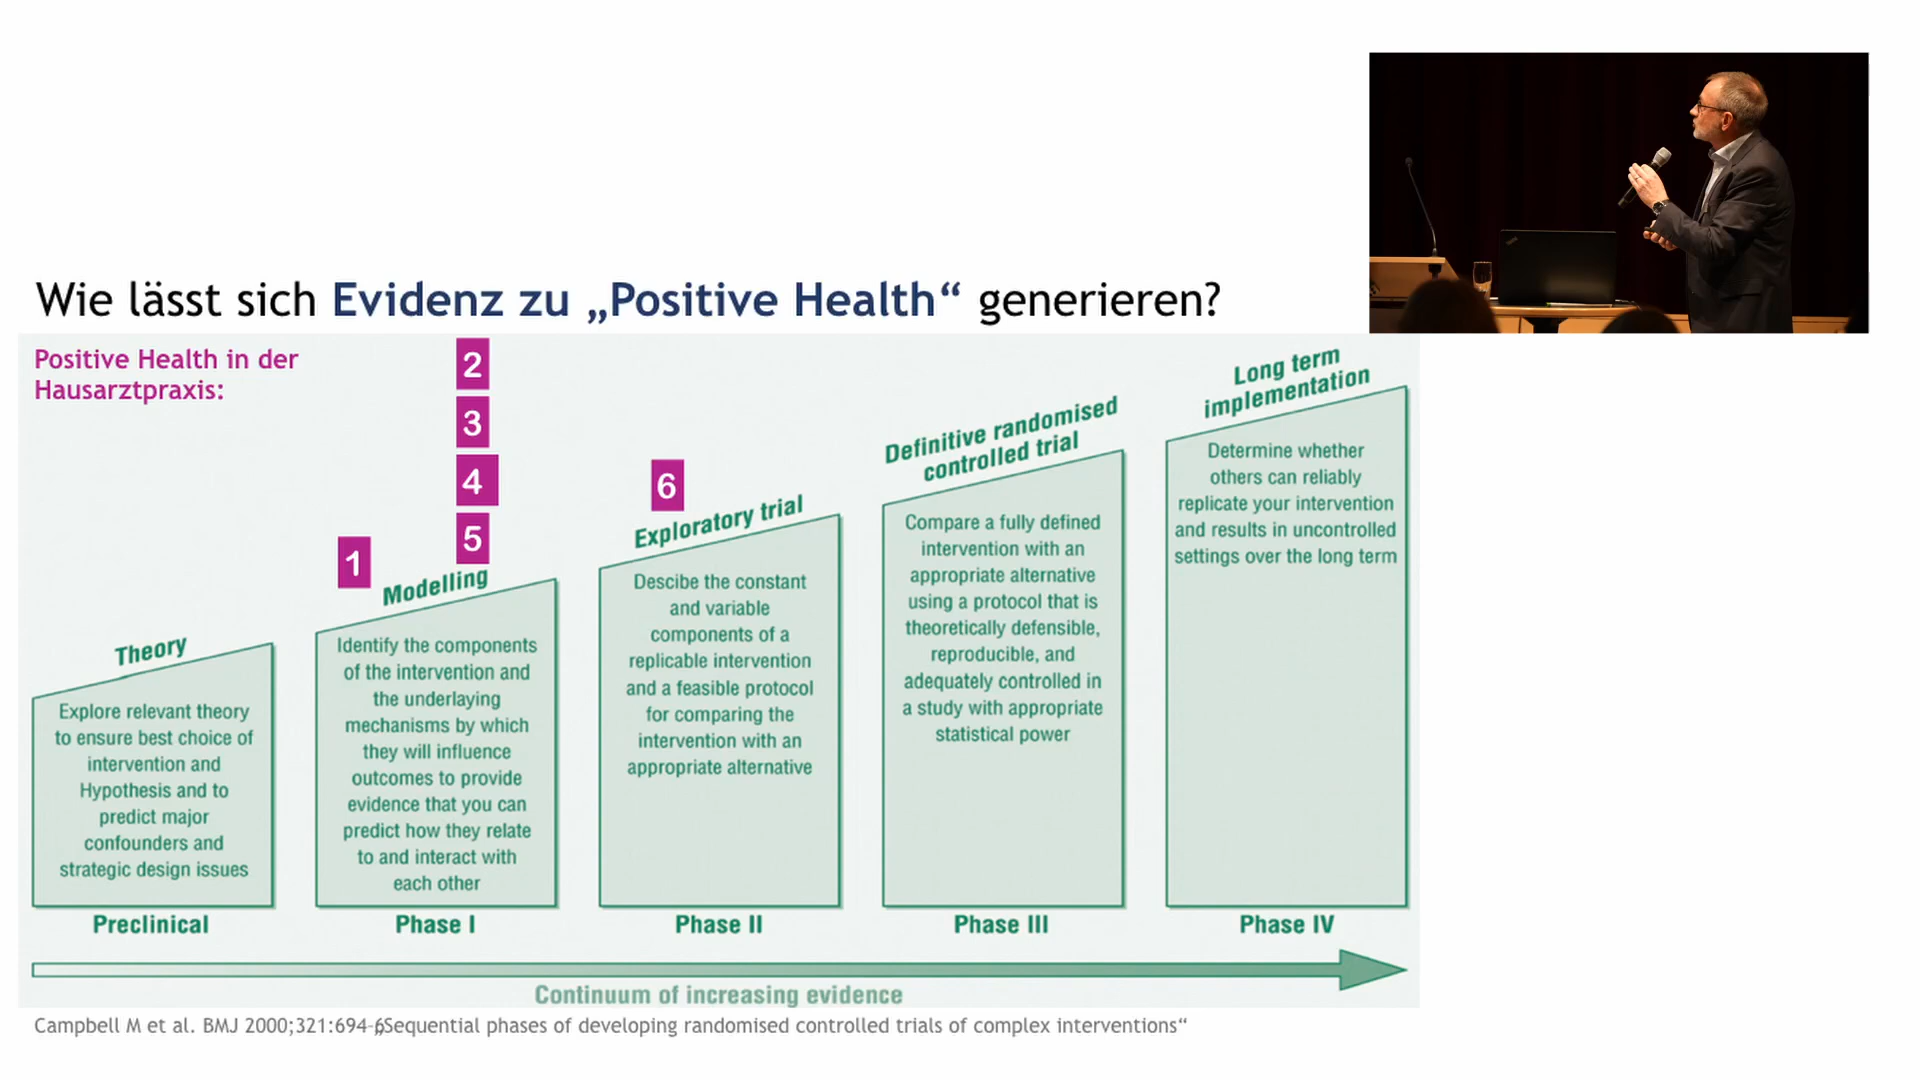 Wie lässt sich Evidenz zu „Positive Health“ generieren?
Positive Health in der
Hausarztpraxis:
1
2
3
4
5
6
Theory
Explore relevant theory
to ensure best choice of
intervention and
Hypothesis and to
predict major
confounders and
strategic design issues
Preclinical
Modelling
Identify the components
of the intervention and
the underlaying
mechanisms by which
they will influence
outcomes to provide
evidence that you can
predict how they relate
to and interact with
each other
Phase I
Exploratory trial
Descibe the constant
and variable
components of a
replicable intervention
and a feasible protocol
for comparing the
intervention with an
appropriate alternative
Phase II
Definitive randomised
controlled trial
Compare a fully defined
intervention with an
appropriate alternative
using a protocol that is
theoretically defensible,
reproducible, and
adequately controlled in
a study with appropriate
statistical power
Phase III
Long term
implementation
Determine whether
others can reliably
replicate your intervention
and results in uncontrolled
settings over the long term
Phase IV
Continuum of increasing evidence
Campbell M et al. BMJ 2000;321:694-6 „Sequential phases of developing randomised controlled trials of complex interventions“